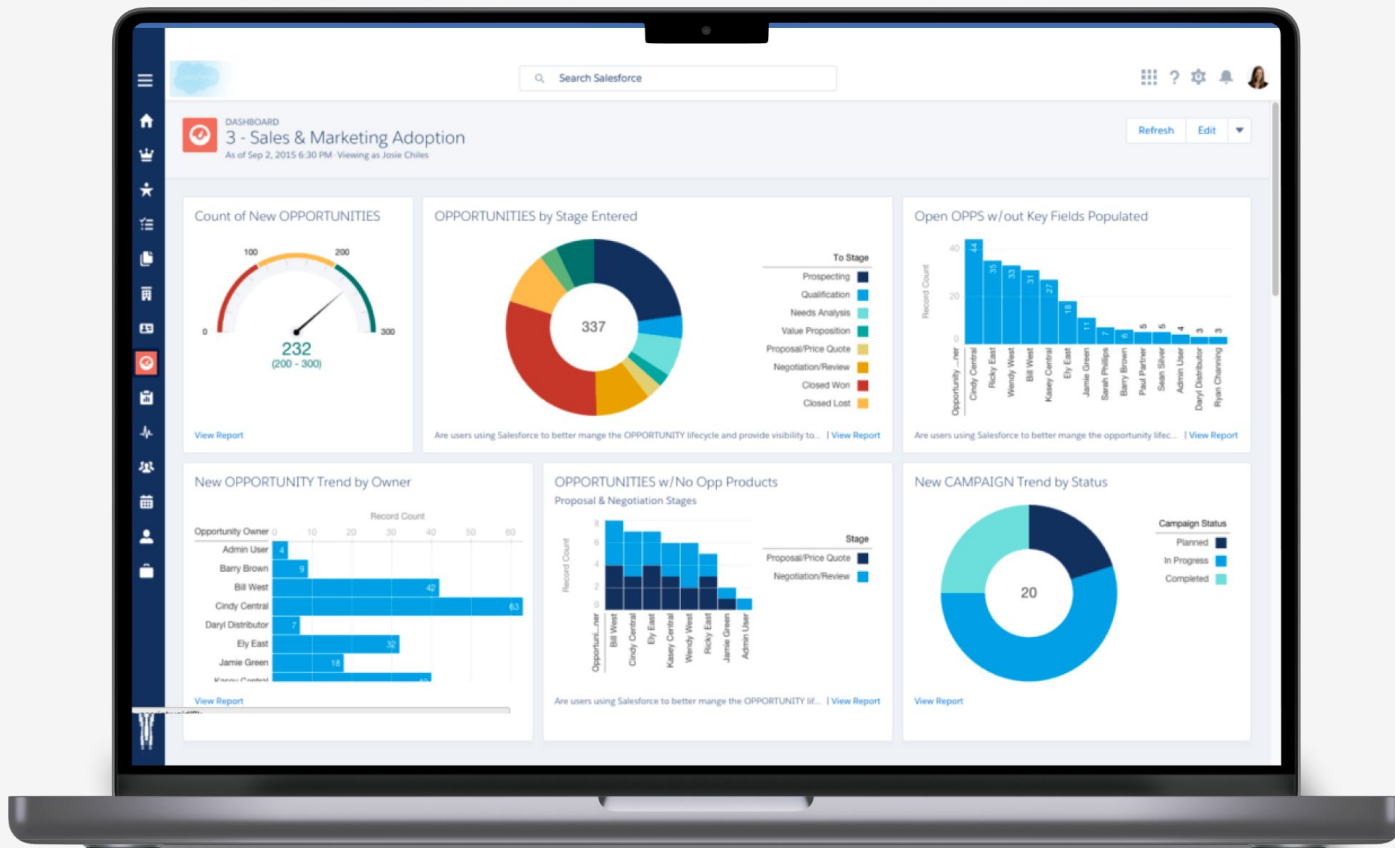 Search Salesforce
?
DASHBOARD
3 - Sales & Marketing Adoption
As of Sep 2, 2015 6:30 PM · Viewing as Josie Chiles
Refresh
Edit
Count of New OPPORTUNITIES
100
200
0
300
232
(200 - 300)
View Report
OPPORTUNITIES by Stage Entered
337
To Stage
Prospecting
Qualification
Needs Analysis
Value Proposition
Proposal/Price Quote
Negotiation/Review
Closed Won
Closed Lost
Are users using Salesforce to better mange the OPPORTUNITY lifecycle and provide visibility to... | View Report
Open OPPS w/out Key Fields Populated
Record Count
40
20
0
44
35
33
31
27
18
11
7
6
5
5
4
3
3
Opportunity ...ner
Cindy Central
Ricky East
Wendy West
Bill West
Kasey Central
Ely East
Jamie Green
Sarah Phillips
Barry Brown
Paul Partner
Sean Silver
Admin User
Daryl Distributor
Ryan Channing
Are users using Salesforce to better mange the opportunity lifec... | View Report
New OPPORTUNITY Trend by Owner
Record Count
Opportunity Owner 0 10 20 30 40 50 60
Admin User 4
Barry Brown 9
Bill West 42
Cindy Central 63
Daryl Distributor 7
Ely East 32
Jamie Green 18
Kasey Central
View Report
OPPORTUNITIES w/No Opp Products
Proposal & Negotiation Stages
Record Count
8
6
4
2
0
Opportuni...ner
Bill West
Cindy Central
Ely East
Kasey Central
Wendy West
Ricky East
Jamie Green
Admin User
Stage
Proposal/Price Quote
Negotiation/Review
Are users using Salesforce to better mange the OPPORTUNITY lif... | View Report
New CAMPAIGN Trend by Status
20
Campaign Status
Planned
In Progress
Completed
View Report